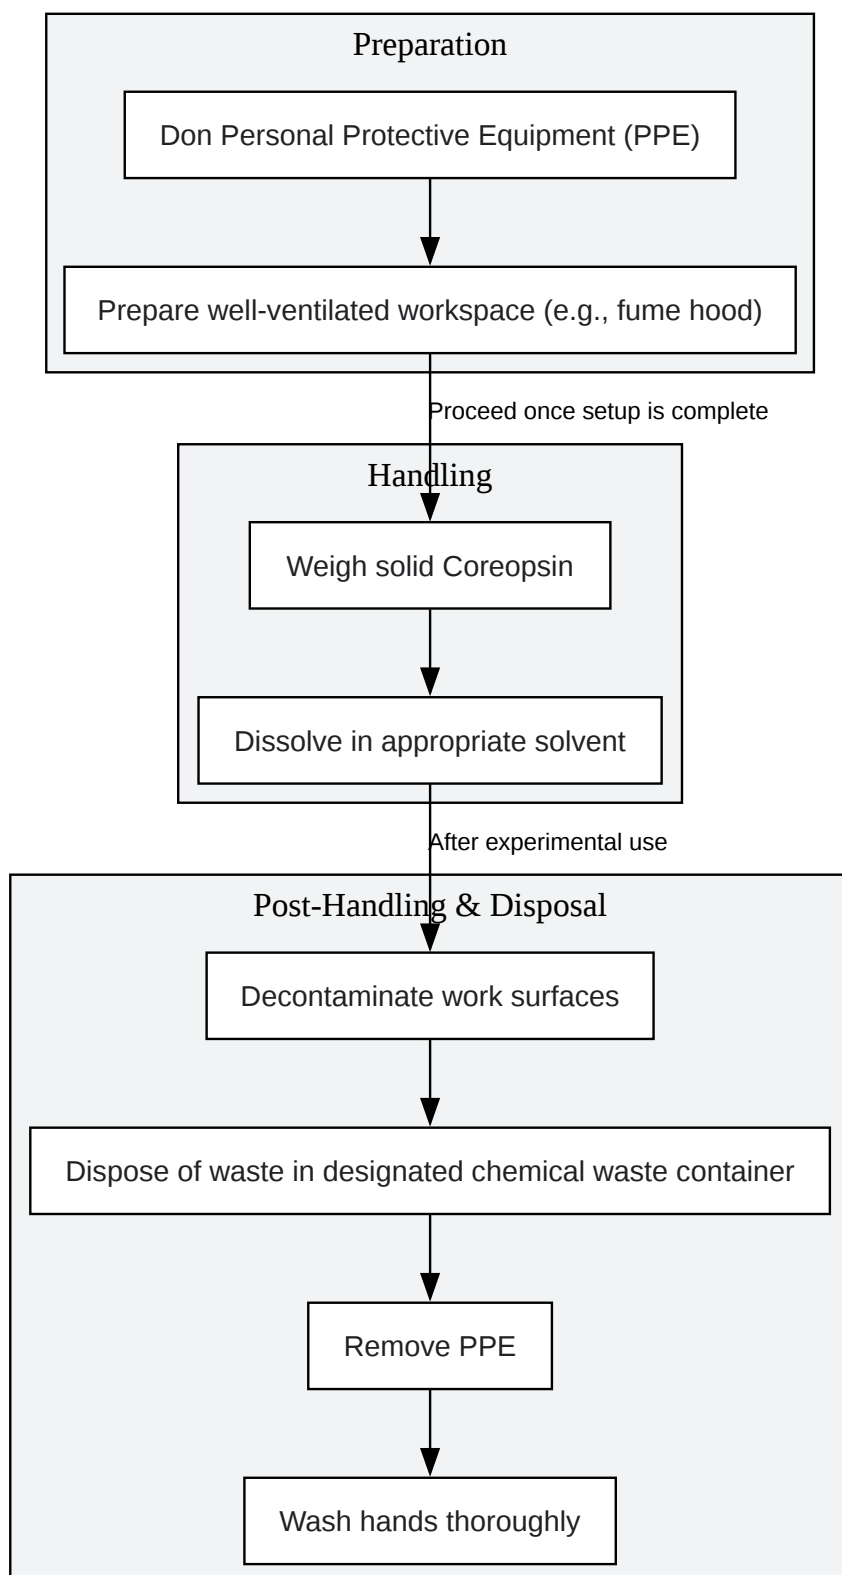 Preparation
Don Personal Protective Equipment (PPE)
Prepare well-ventilated workspace (e.g., fume hood)
Proceed once setup is complete
Handling
Weigh solid Coreopsin
Dissolve in appropriate solvent
After experimental use
Post-Handling & Disposal
Decontaminate work surfaces
Dispose of waste in designated chemical waste container
Remove PPE
Wash hands thoroughly